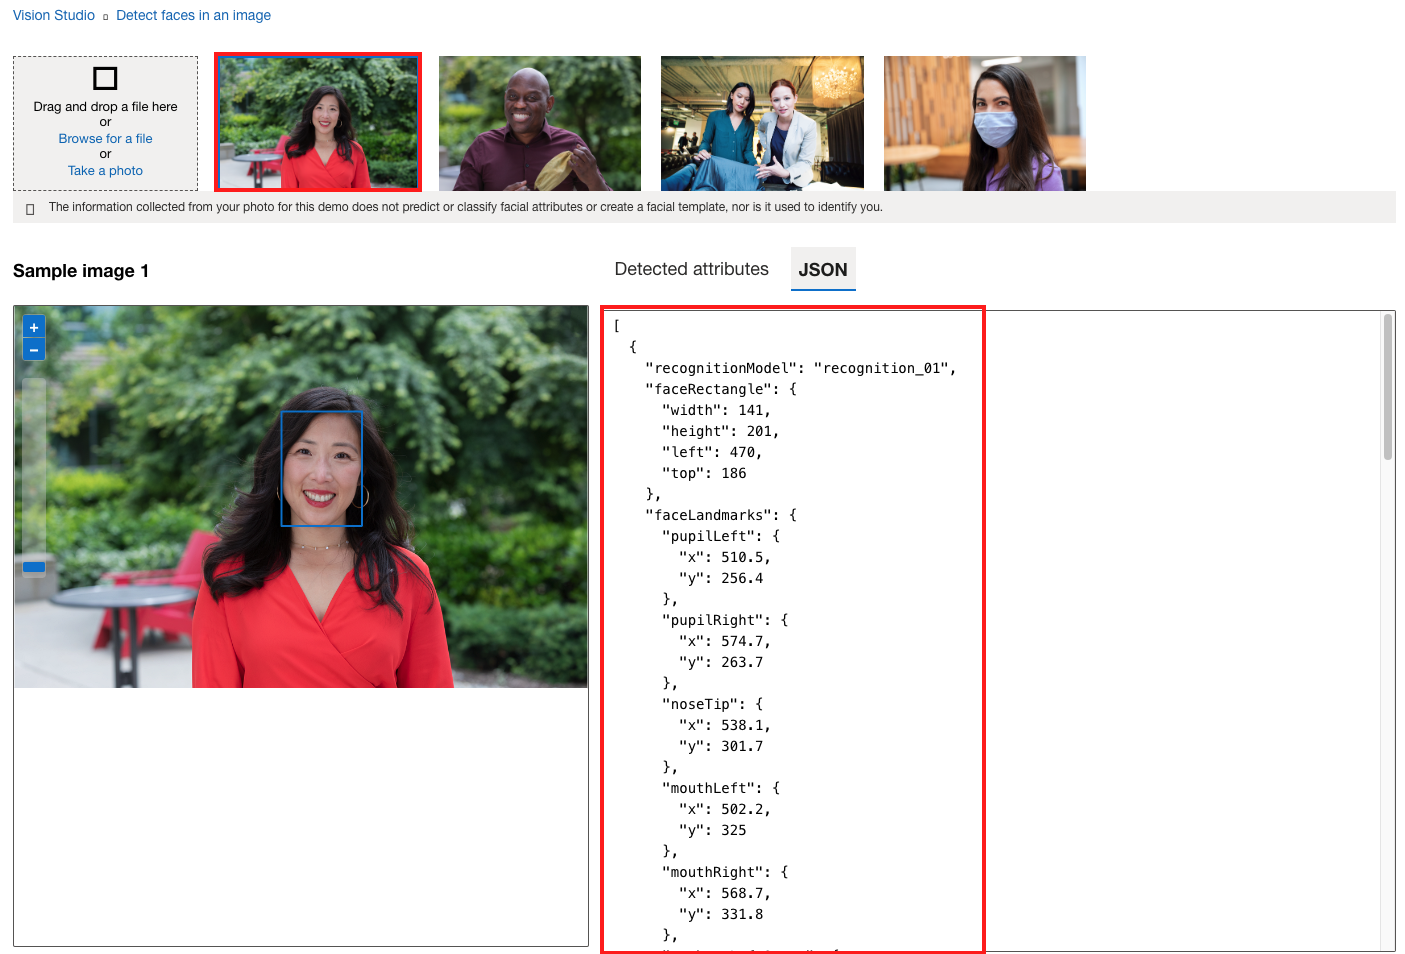 Vision Studio Detect faces in an image
Drag and drop a file here
or
Browse for a file
or
Take a photo
The information collected from your photo for this demo does not predict or classify facial attributes or create a facial template, nor is it used to identify you.
Sample image 1
Detected attributes JSON
+
−
[
  {
    "recognitionModel": "recognition_01",
    "faceRectangle": {
      "width": 141,
      "height": 201,
      "left": 470,
      "top": 186
    },
    "faceLandmarks": {
      "pupilLeft": {
        "x": 510.5,
        "y": 256.4
      },
      "pupilRight": {
        "x": 574.7,
        "y": 263.7
      },
      "noseTip": {
        "x": 538.1,
        "y": 301.7
      },
      "mouthLeft": {
        "x": 502.2,
        "y": 325
      },
      "mouthRight": {
        "x": 568.7,
        "y": 331.8
      },